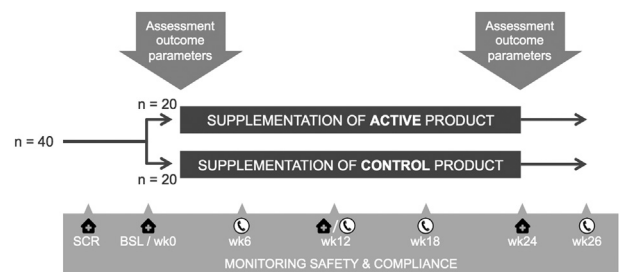 Assessment
outcome
parameters
Assessment
outcome
parameters
n = 20
SUPPLEMENTATION OF ACTIVE PRODUCT
n = 40
SUPPLEMENTATION OF CONTROL PRODUCT
n = 20
SCR BSL / wk0 wk6 / wk12 wk18 wk24 wk26
MONITORING SAFETY & COMPLIANCE